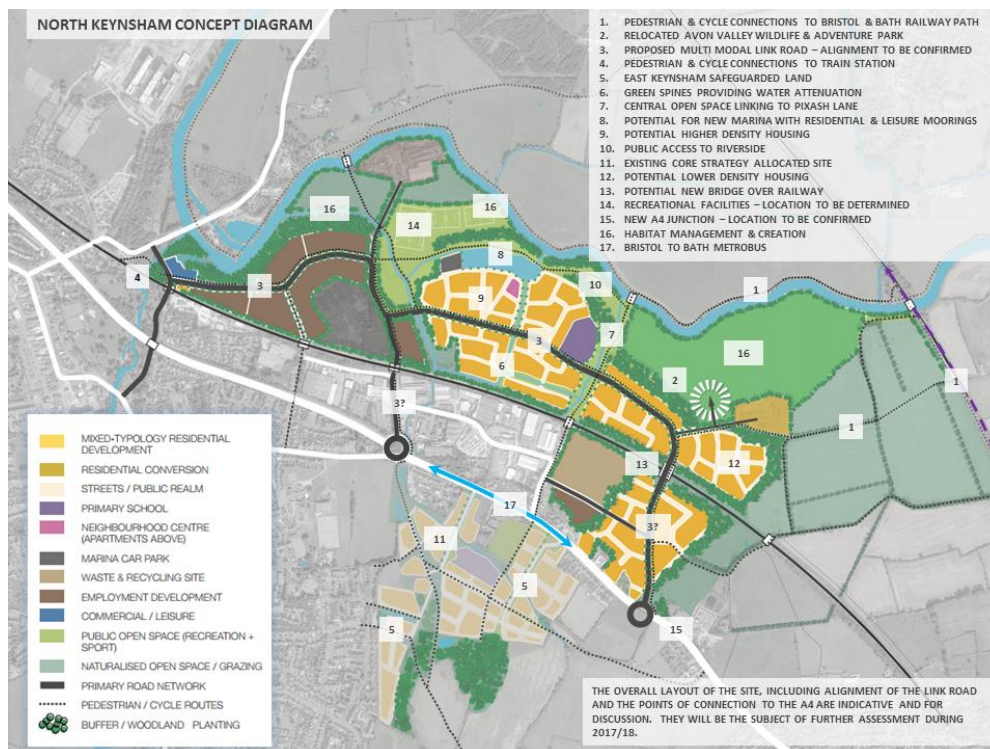 NORTH KEYNSHAM CONCEPT DIAGRAM
1. PEDESTRIAN & CYCLE CONNECTIONS TO BRISTOL & BATH RAILWAY PATH
2. RELOCATED AVON VALLEY WILDLIFE & ADVENTURE PARK
3. PROPOSED MULTI MODAL LINK ROAD – ALIGNMENT TO BE CONFIRMED
4. PEDESTRIAN & CYCLE CONNECTIONS TO TRAIN STATION
5. EAST KEYNSHAM SAFEGUARDED LAND
6. GREEN SPINES PROVIDING WATER ATTENUATION
7. CENTRAL OPEN SPACE LINKING TO PIXASH LANE
8. POTENTIAL FOR NEW MARINA WITH RESIDENTIAL & LEISURE MOORINGS
9. POTENTIAL HIGHER DENSITY HOUSING
10. PUBLIC ACCESS TO RIVERSIDE
11. EXISTING CORE STRATEGY ALLOCATED SITE
12. POTENTIAL LOWER DENSITY HOUSING
13. POTENTIAL NEW BRIDGE OVER RAILWAY
14. RECREATIONAL FACILITIES – LOCATION TO BE DETERMINED
15. NEW A4 JUNCTION – LOCATION TO BE CONFIRMED
16. HABITAT MANAGEMENT & CREATION
17. BRISTOL TO BATH METROBUS
16
16
14
8
4
3
10
1
9
7
3
16
6
2
1
3?
1
13
12
17
3?
11
5
5
15
MIXED-TYPOLOGY RESIDENTIAL
DEVELOPMENT
RESIDENTIAL CONVERSION
STREETS / PUBLIC REALM
PRIMARY SCHOOL
NEIGHBOURHOOD CENTRE
(APARTMENTS ABOVE)
MARINA CAR PARK
WASTE & RECYCLING SITE
EMPLOYMENT DEVELOPMENT
COMMERCIAL / LEISURE
PUBLIC OPEN SPACE (RECREATION +
SPORT)
NATURALISED OPEN SPACE / GRAZING
PRIMARY ROAD NETWORK
PEDESTRIAN / CYCLE ROUTES
BUFFER / WOODLAND PLANTING
THE OVERALL LAYOUT OF THE SITE, INCLUDING ALIGNMENT OF THE LINK ROAD
AND THE POINTS OF CONNECTION TO THE A4 ARE INDICATIVE AND FOR
DISCUSSION. THEY WILL BE THE SUBJECT OF FURTHER ASSESSMENT DURING
2017/18.